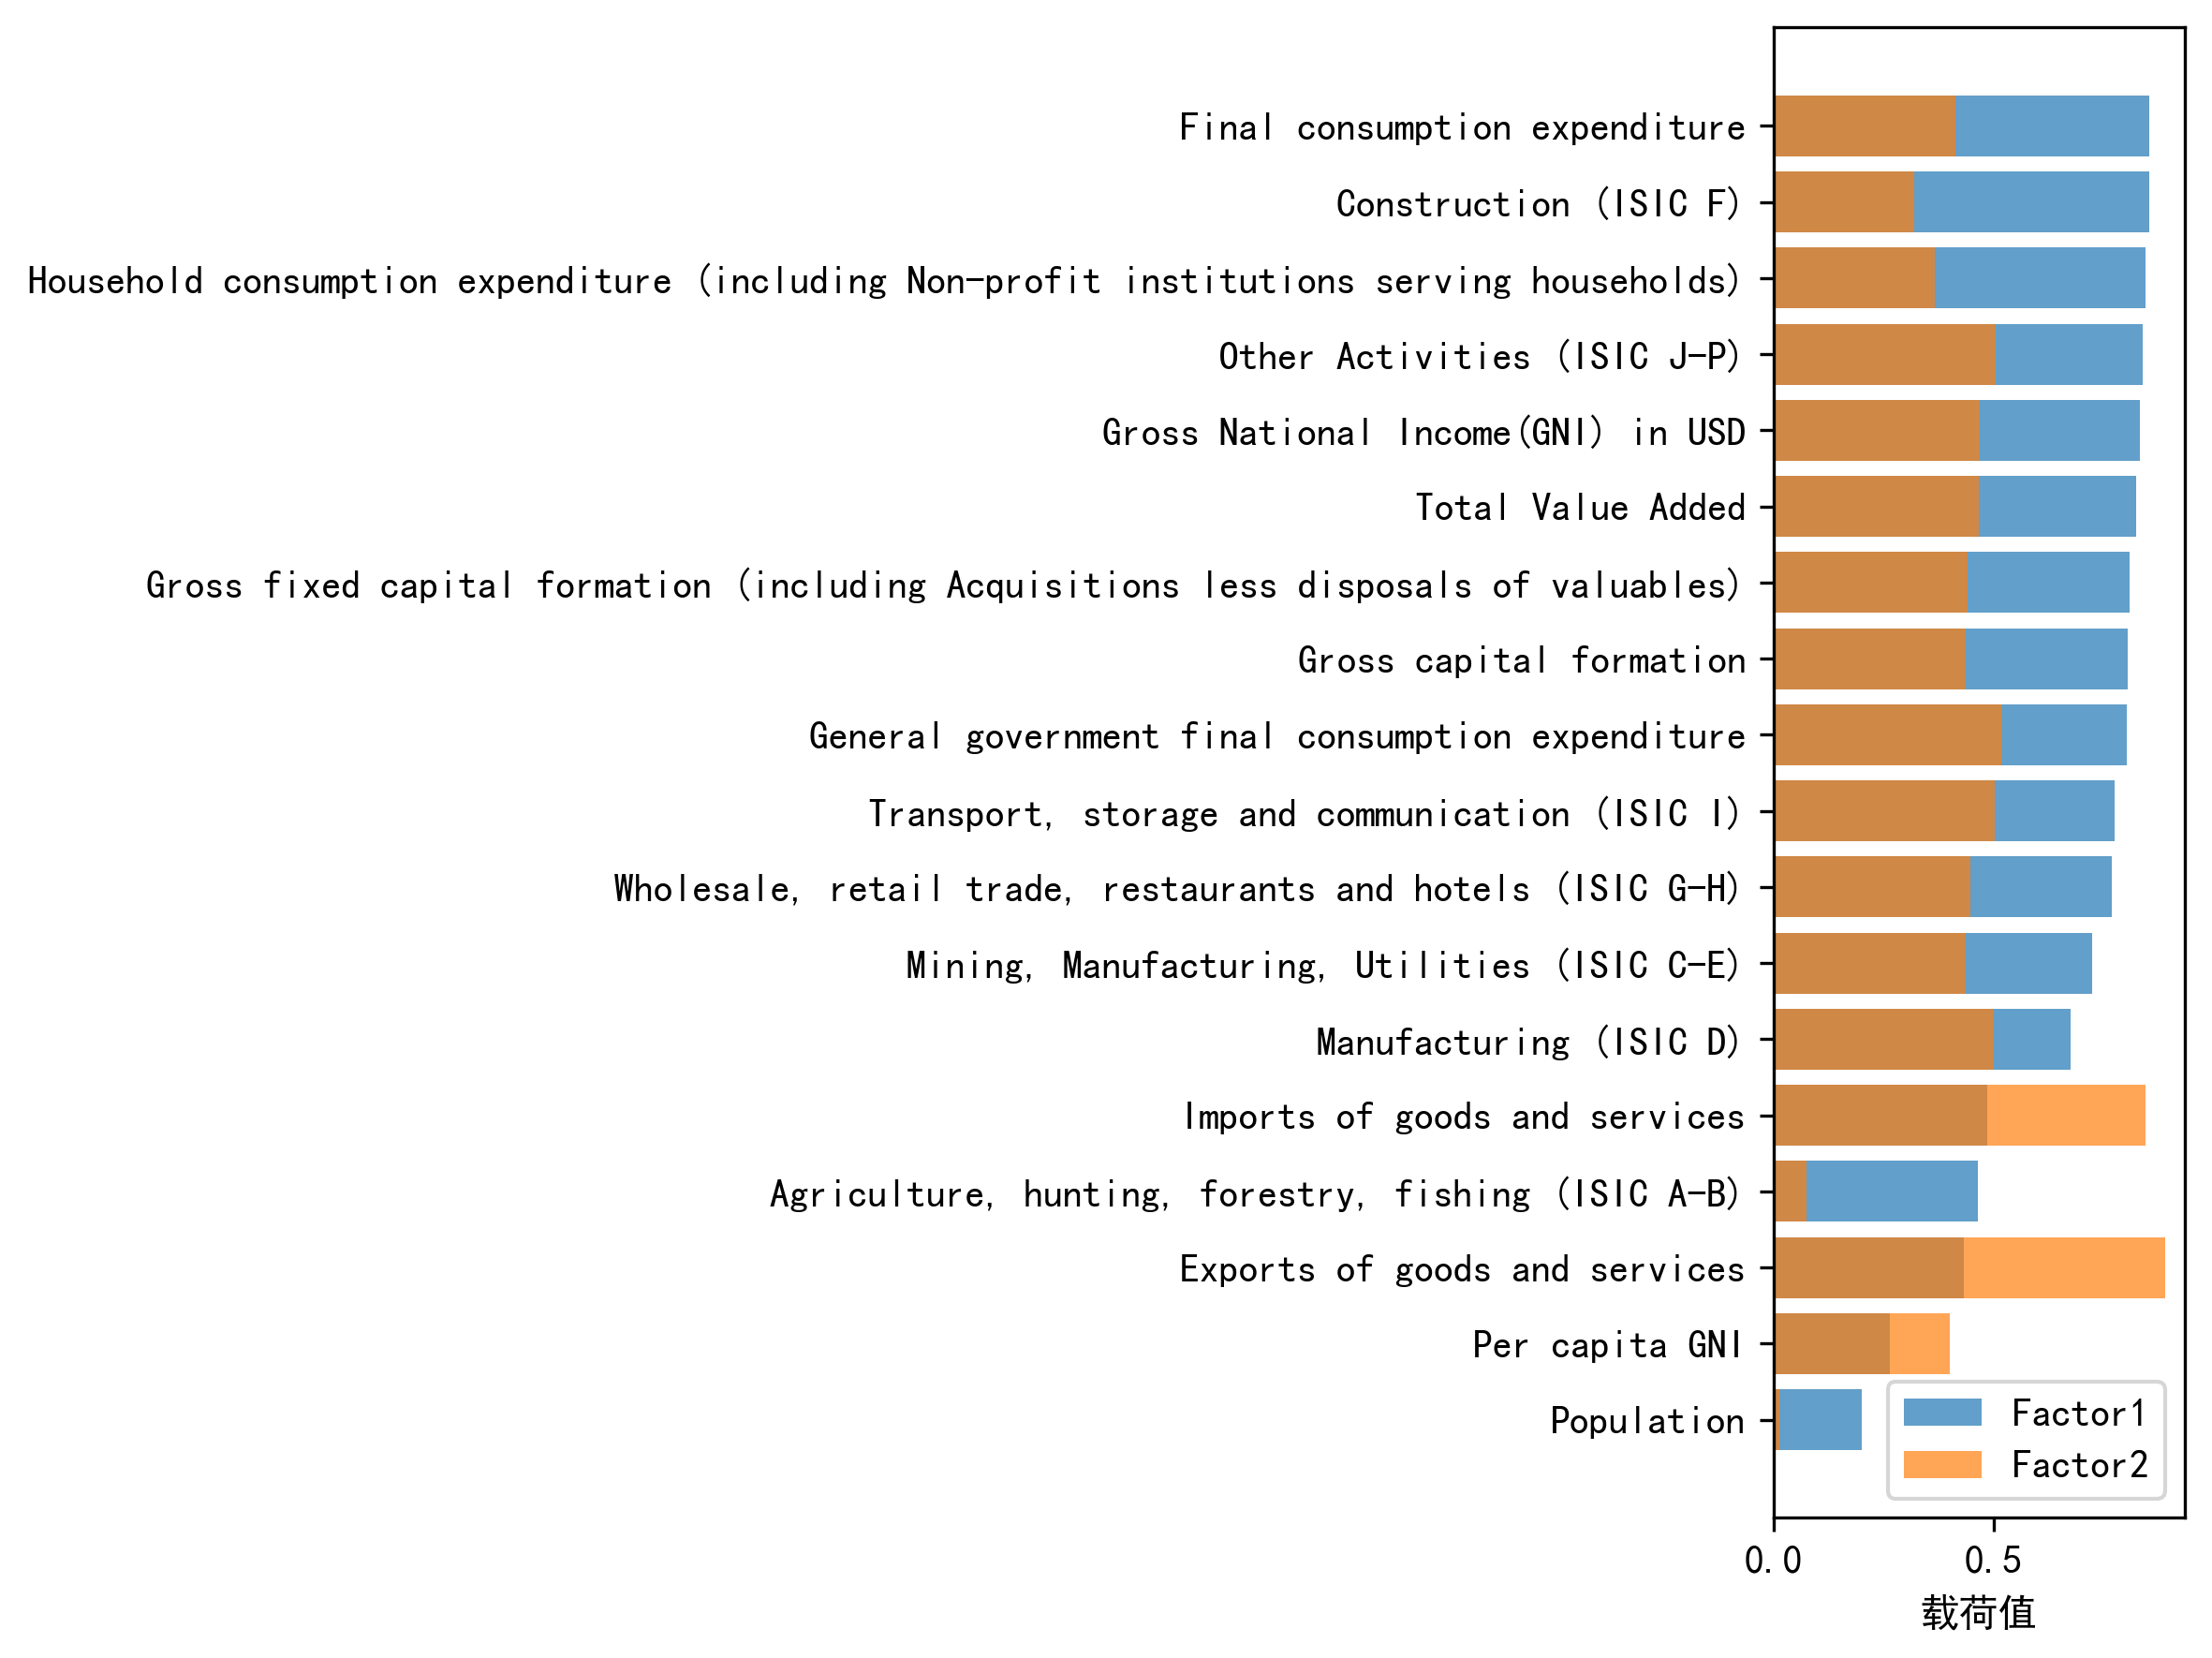 Final consumption expenditure
Construction (ISIC F)
Household consumption expenditure (including Non-profit institutions serving households)
Other Activities (ISIC J-P)
Gross National Income(GNI) in USD
Total Value Added
Gross fixed capital formation (including Acquisitions less disposals of valuables)
Gross capital formation
General government final consumption expenditure
Transport, storage and communication (ISIC I)
Wholesale, retail trade, restaurants and hotels (ISIC G-H)
Mining, Manufacturing, Utilities (ISIC C-E)
Manufacturing (ISIC D)
Imports of goods and services
Agriculture, hunting, forestry, fishing (ISIC A-B)
Exports of goods and services
Per capita GNI
Population
Factor1
Factor2
0.0 0.5
载荷值